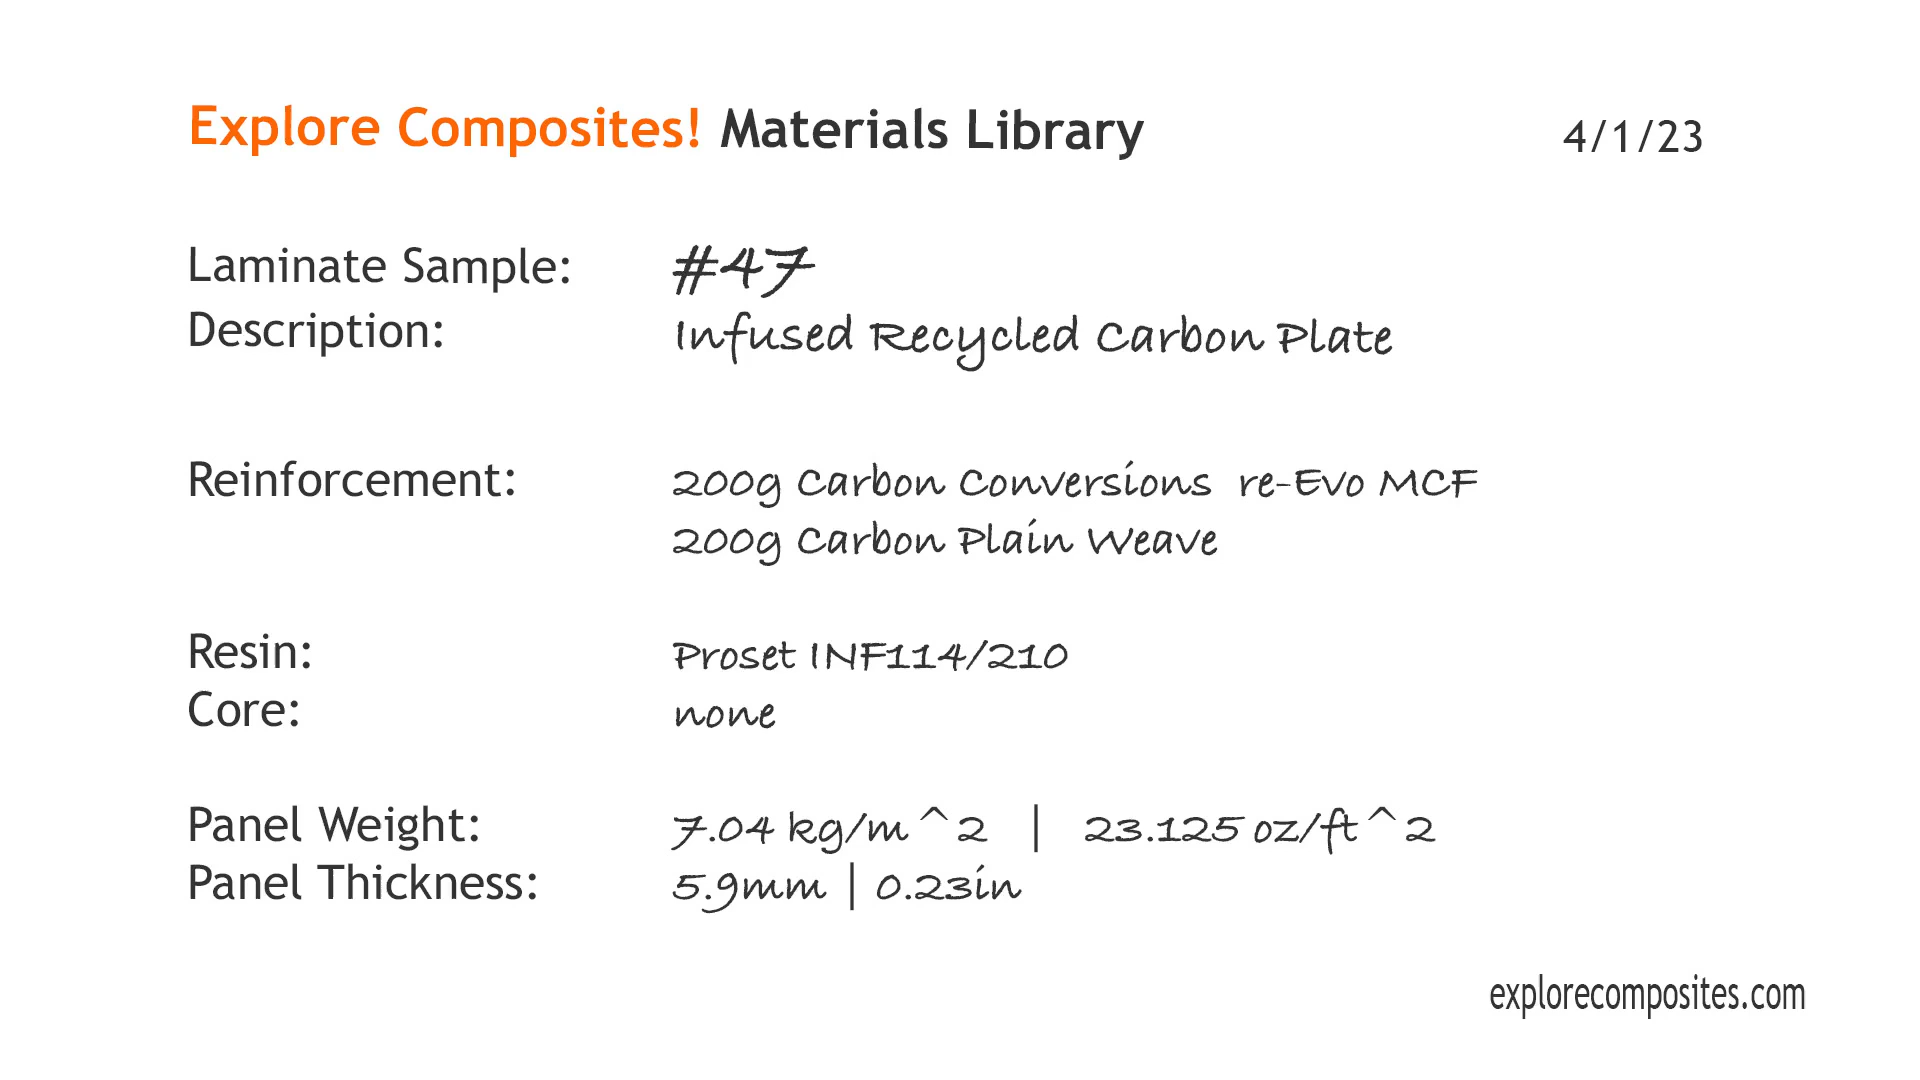 Explore Composites! Materials Library 4/1/23
Laminate Sample: #47
Description: Infused Recycled Carbon Plate
Reinforcement: 200g Carbon Conversions re-Evo MCF
200g Carbon Plain Weave
Resin: Proset INF114/210
Core: none
Panel Weight: 7.04 kg/m^2 | 23.125 oz/ft^2
Panel Thickness: 5.9mm | 0.23in
explorecomposites.com